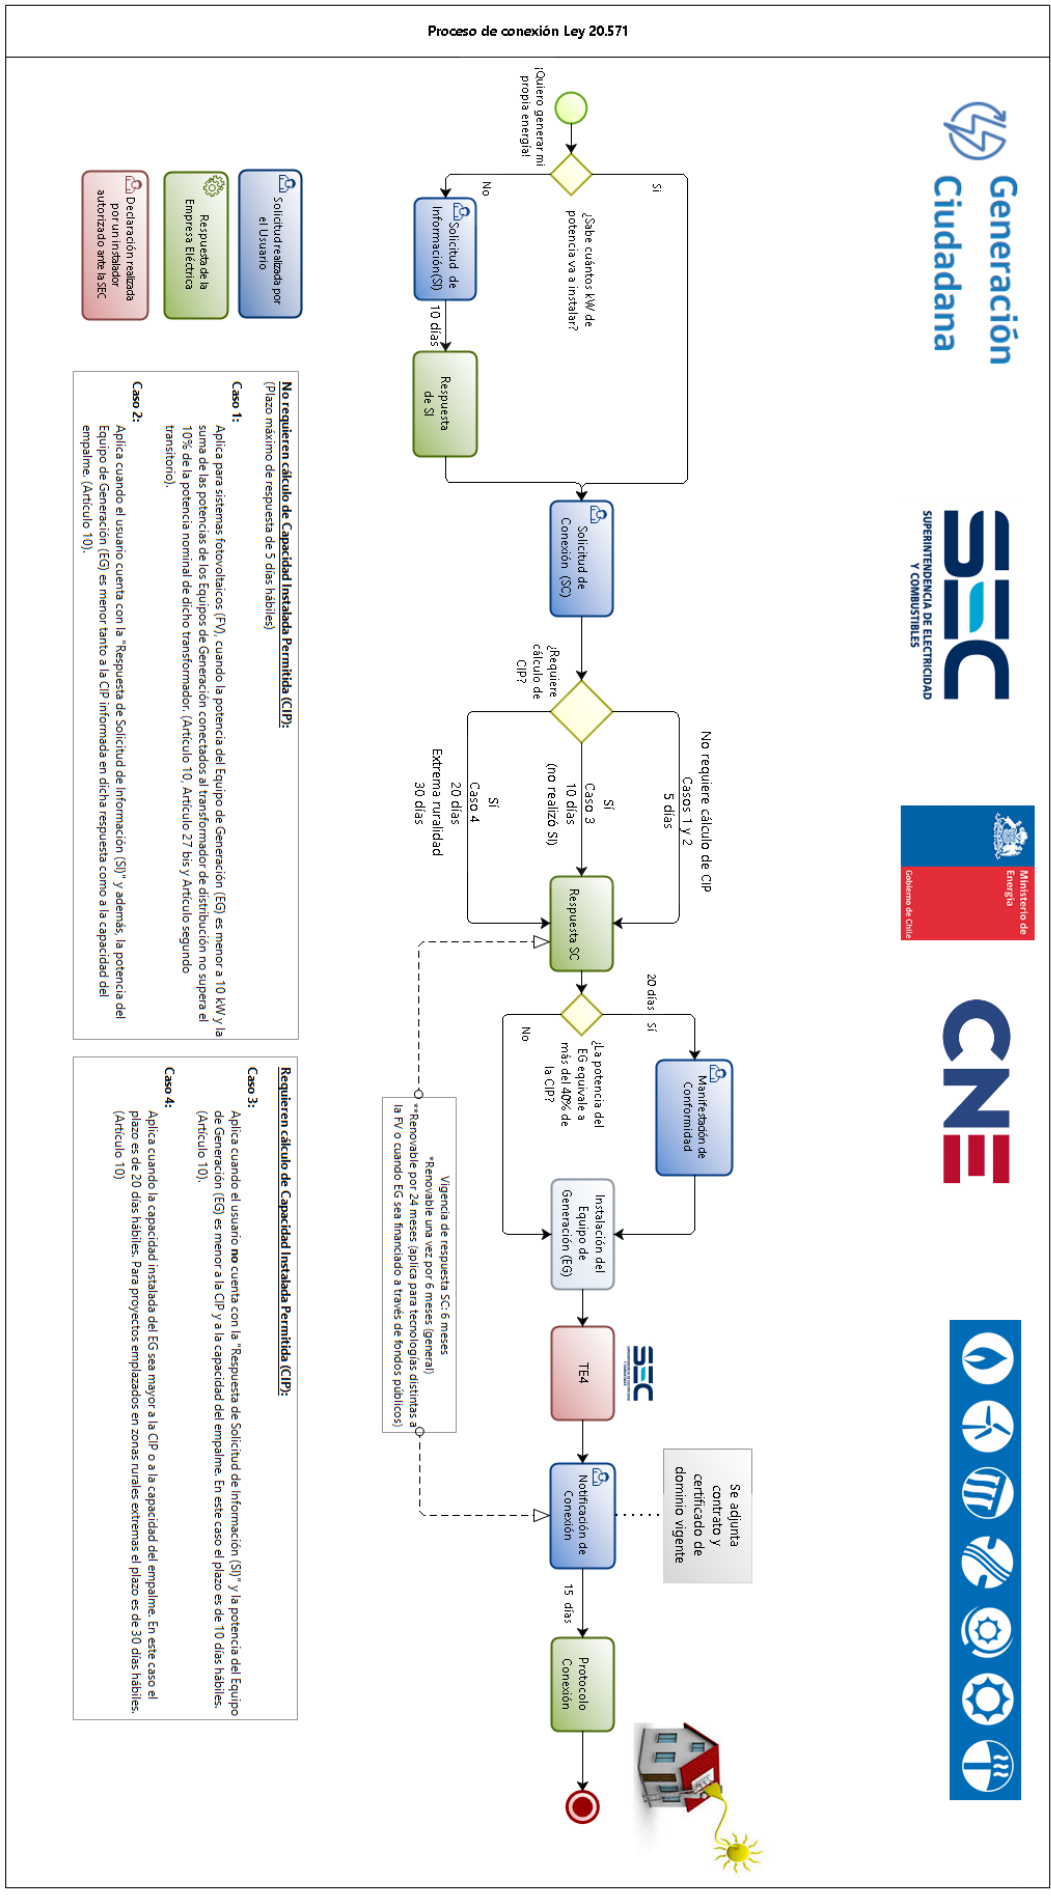 Proceso de conexión Ley 20.571
Generación
Ciudadana
SEC
SUPERINTENDENCIA DE ELECTRICIDAD
Y COMBUSTIBLES
Ministerio de
Energía
Gobierno de Chile
CNE
¡Quiero generar mi
propia energía!
¿Sabe cuántos kW de
potencia va a instalar?
Si
No
Solicitud de
Información(SI)
10 días
Respuesta
de SI
Solicitud de
Conexión (SC)
¿Requiere
cálculo de
CIP?
No requiere cálculo de CIP
Casos 1 y 2
5 días
Sí
Caso 3
10 días
(no realizó SI)
Sí
Caso 4
20 días
Extrema ruralidad
30 días
Respuesta SC
20 días Sí
No
¿La potencia del
EG equivale a
más del 40% de
la CIP?
Manifestación de
Conformidad
Instalación del
Equipo de
Generación (EG)
SEC
TE4
Se adjunta
contrato y
certificado de
dominio vigente
Notificación de
Conexión
15 días
Protocolo
Conexión
Vigencia de respuesta SC: 6 meses
*Renovable una vez por 6 meses (general)
**Renovable por 24 meses (aplica para tecnologías distintas a
la FV o cuando EG sea financiado a través de fondos públicos)
Solicitud realizada por
el Usuario
Respuesta de la
Empresa Eléctrica
Declaración realizada
por un instalador
autorizado ante la SEC
No requieren cálculo de Capacidad Instalada Permitida (CIP):
(Plazo máximo de respuesta de 5 días hábiles)
Caso 1:
Aplica para sistemas fotovoltaicos (FV), cuando la potencia del Equipo de Generación (EG) es menor a 10 kW y la
suma de las potencias de los Equipos de Generación conectados al transformador de distribución no supera el
10% de la potencia nominal de dicho transformador. (Artículo 10, Artículo 27 bis y Artículo segundo
transitorio).
Caso 2:
Aplica cuando el usuario cuenta con la "Respuesta de Solicitud de Información (SI)" y además, la potencia del
Equipo de Generación (EG) es menor tanto a la CIP informada en dicha respuesta como a la capacidad del
empalme. (Artículo 10).
Requieren cálculo de Capacidad Instalada Permitida (CIP):
Caso 3:
Aplica cuando el usuario no cuenta con la "Respuesta de Solicitud de Información (SI)" y la potencia del Equipo
de Generación (EG) es menor a la CIP y a la capacidad del empalme. En este caso el plazo es de 10 días hábiles.
(Artículo 10).
Caso 4:
Aplica cuando la capacidad instalada del EG sea mayor a la CIP o a la capacidad del empalme. En este caso el
plazo es de 20 días hábiles. Para proyectos emplazados en zonas rurales extremas el plazo es de 30 días hábiles.
(Artículo 10)